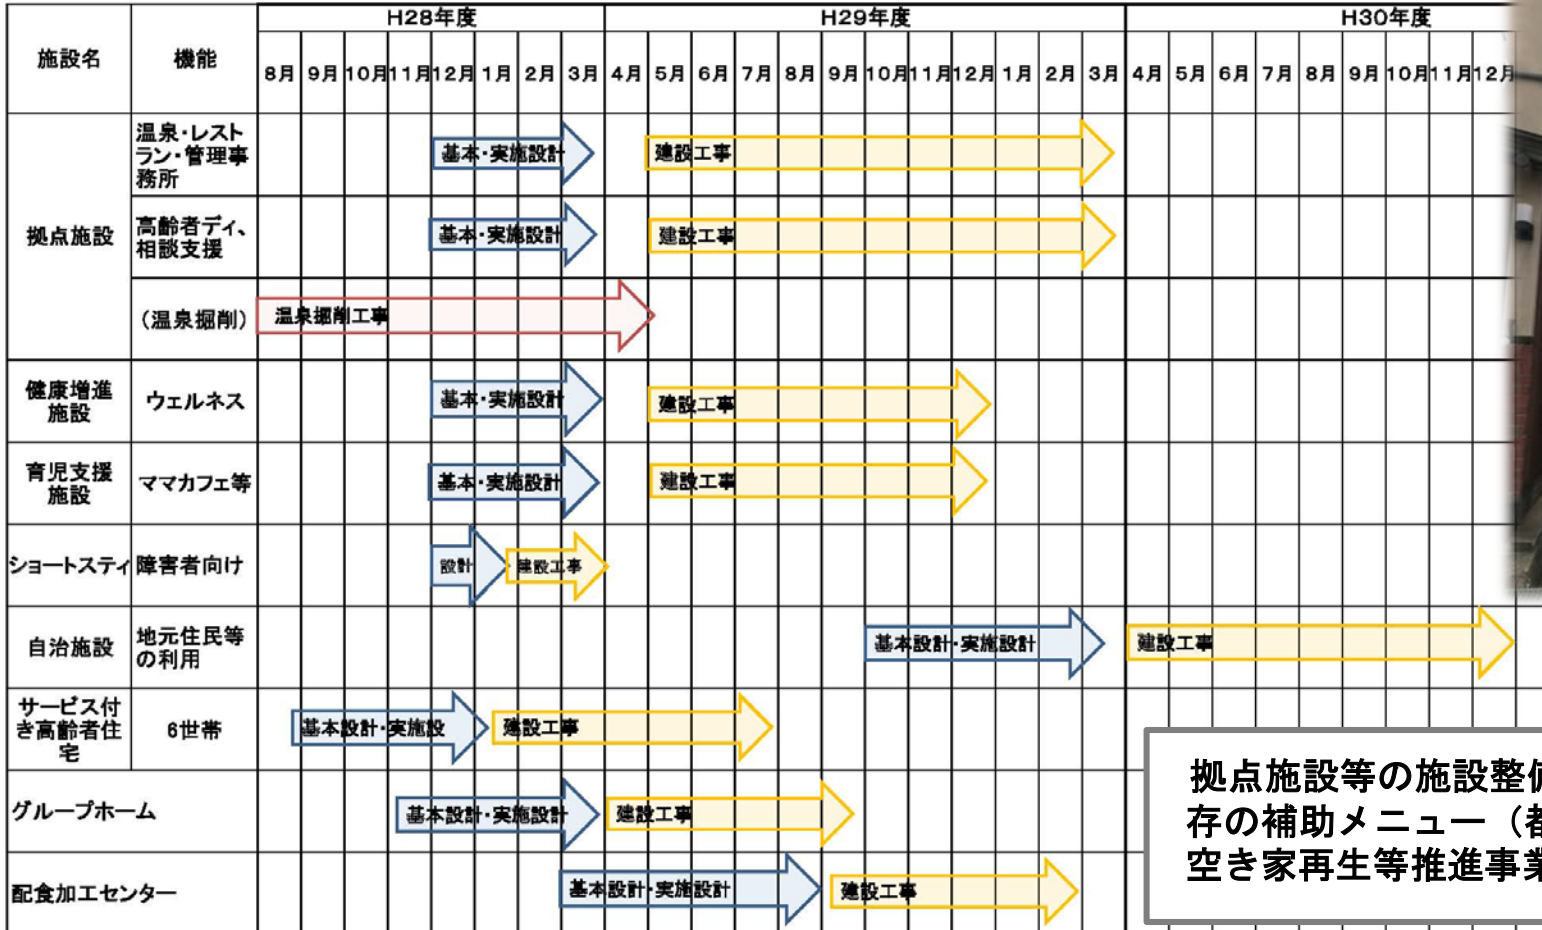 H28年度 H29年度 H30年度
施設名 機能
8月 9月 10月 11月 12月 1月 2月 3月 4月 5月 6月 7月 8月 9月 10月 11月 12月 1月 2月 3月 4月 5月 6月 7月 8月 9月 10月 11月 12月
拠点施設
温泉・レスト
ラン・管理事
務所
基本・実施設計 建設工事
高齢者ディ、
相談支援
基本・実施設計 建設工事
（温泉掘削）
温泉掘削工事
健康増進
施設
ウェルネス
基本・実施設計 建設工事
育児支援
施設
ママカフェ等
基本・実施設計 建設工事
ショートスティ 障害者向け
設計 建設工事
自治施設
地元住民等
の利用
基本設計・実施設計 建設工事
サービス付
き高齢者住
宅
6世帯
基本設計・実施設 建設工事
グループホーム
基本設計・実施設計 建設工事
配食加工センター
基本設計・実施設計 建設工事
拠点施設等の施設整備
存の補助メニュー（都
空き家再生等推進事業